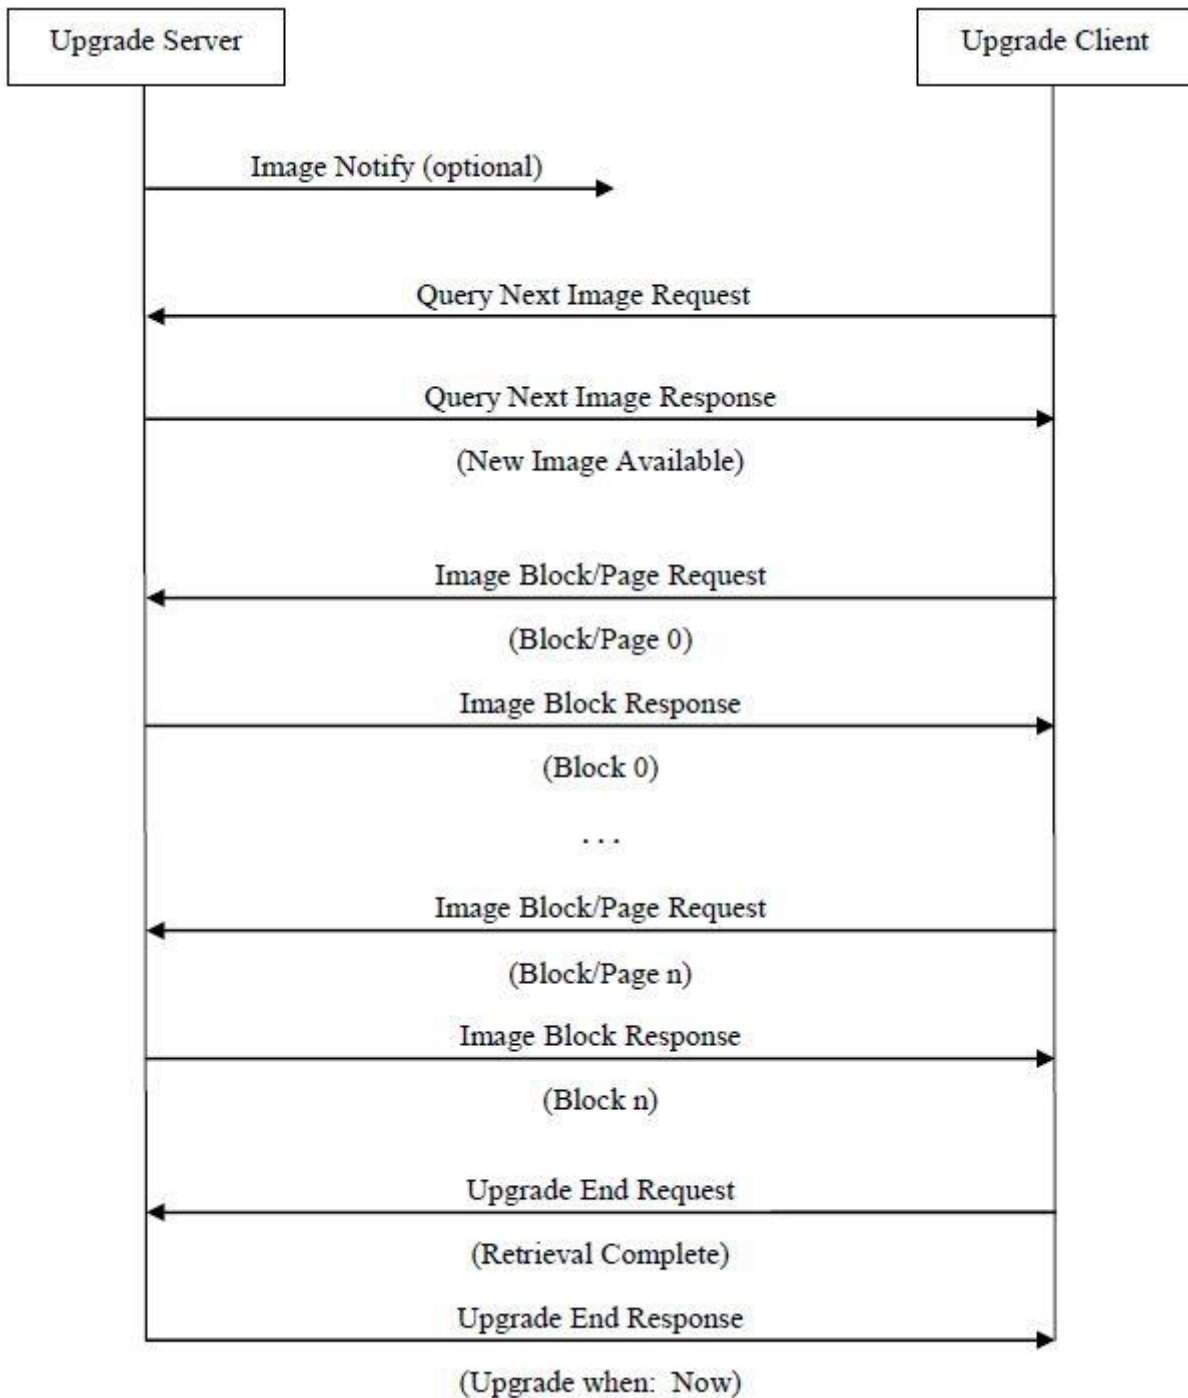 Upgrade Server
Upgrade Client
Image Notify (optional)
Query Next Image Request
Query Next Image Response
(New Image Available)
Image Block/Page Request
(Block/Page 0)
Image Block Response
(Block 0)
. . .
Image Block/Page Request
(Block/Page n)
Image Block Response
(Block n)
Upgrade End Request
(Retrieval Complete)
Upgrade End Response
(Upgrade when:  Now)